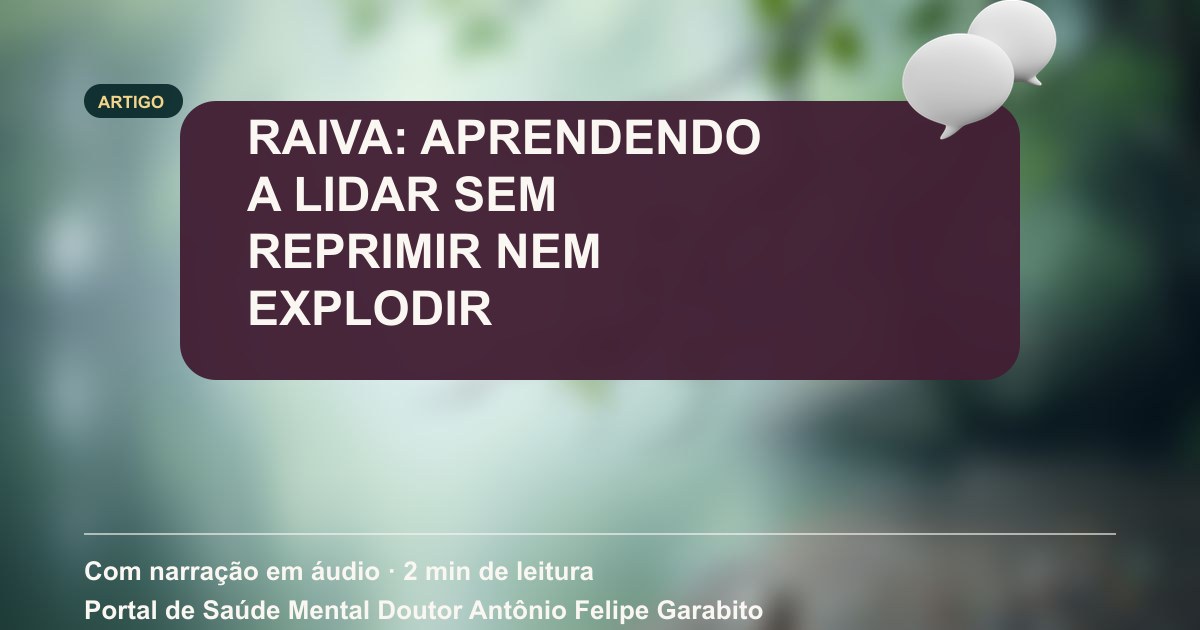 ARTIGO
RAIVA: APRENDENDO
A LIDAR SEM
REPRIMIR NEM
EXPLODIR
Com narração em áudio · 2 min de leitura
Portal de Saúde Mental Doutor Antônio Felipe Garabito